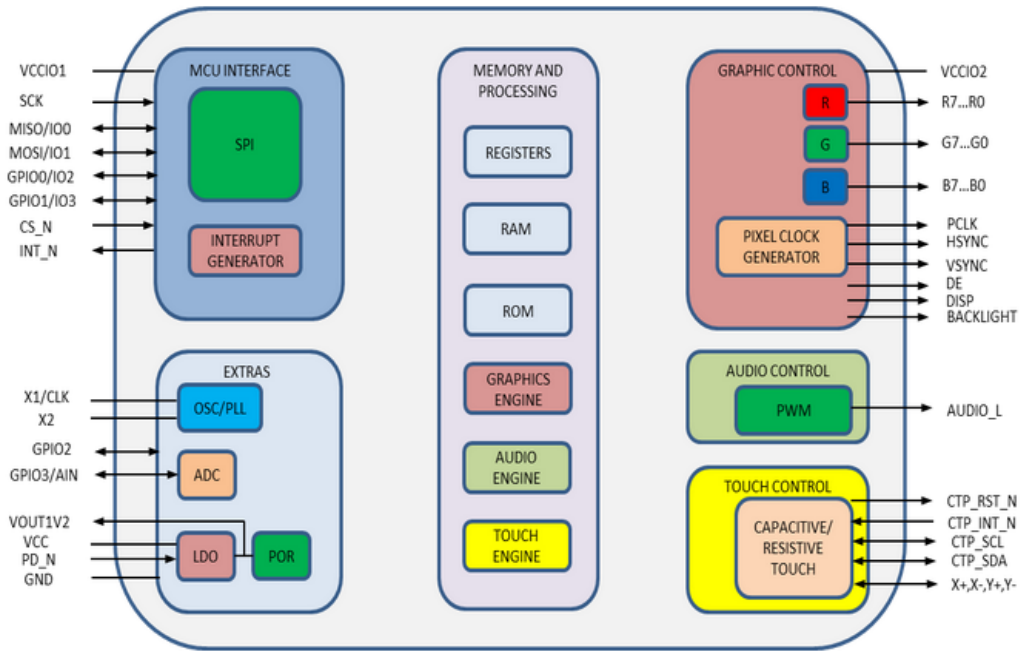 VCCIO1
SCK
MISO/IO0
MOSI/IO1
GPIO0/IO2
GPIO1/IO3
CS_N
INT_N
MCU INTERFACE
SPI
INTERRUPT
GENERATOR
X1/CLK
X2
GPIO2
GPIO3/AIN
VOUT1V2
VCC
PD_N
GND
EXTRAS
OSC/PLL
ADC
LDO
POR
MEMORY AND
PROCESSING
REGISTERS
RAM
ROM
GRAPHICS
ENGINE
AUDIO
ENGINE
TOUCH
ENGINE
GRAPHIC CONTROL
R
G
B
PIXEL CLOCK
GENERATOR
VCCIO2
R7...R0
G7...G0
B7...B0
PCLK
HSYNC
VSYNC
DE
DISP
BACKLIGHT
AUDIO CONTROL
PWM
AUDIO_L
TOUCH CONTROL
CAPACITIVE/
RESISTIVE
TOUCH
CTP_RST_N
CTP_INT_N
CTP_SCL
CTP_SDA
X+,X-,Y+,Y-